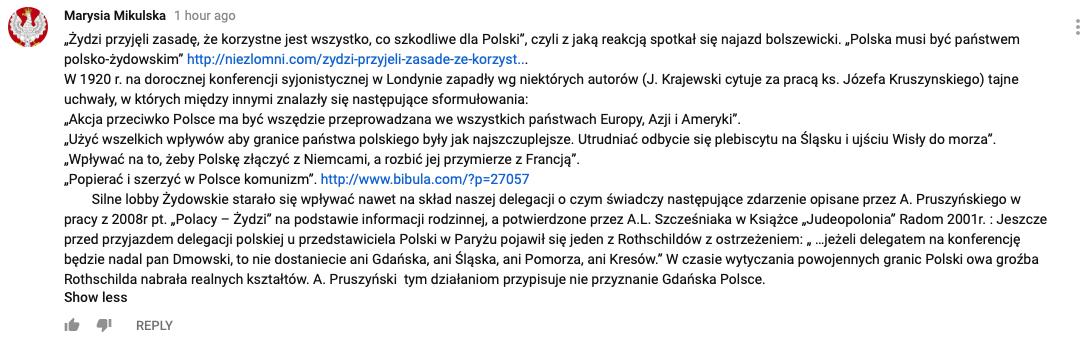 Marysia Mikulska 1 hour ago
„Żydzi przyjęli zasadę, że korzystne jest wszystko, co szkodliwe dla Polski”, czyli z jaką reakcją spotkał się najazd bolszewicki. „Polska musi być państwem
polsko-żydowskim” http://niezlomni.com/zydzi-przyjeli-zasade-ze-korzyst...
W 1920 r. na dorocznej konferencji syjonistycznej w Londynie zapadły wg niektórych autorów (J. Krajewski cytuje za pracą ks. Józefa Kruszynskiego) tajne
uchwały, w których między innymi znalazły się następujące sformułowania:
„Akcja przeciwko Polsce ma być wszędzie przeprowadzana we wszystkich państwach Europy, Azji i Ameryki”.
„Użyć wszelkich wpływów aby granice państwa polskiego były jak najszczuplejsze. Utrudniać odbycie się plebiscytu na Śląsku i ujściu Wisły do morza”.
„Wpływać na to, żeby Polskę złączyć z Niemcami, a rozbić jej przymierze z Francją”.
„Popierać i szerzyć w Polsce komunizm”. http://www.bibula.com/?p=27057
Silne lobby Żydowskie starało się wpływać nawet na skład naszej delegacji o czym świadczy następujące zdarzenie opisane przez A. Pruszyńskiego w
pracy z 2008r pt. „Polacy – Żydzi” na podstawie informacji rodzinnej, a potwierdzone przez A.L. Szcześniaka w Książce „Judeopolonia” Radom 2001r. : Jeszcze
przed przyjazdem delegacji polskiej u przedstawiciela Polski w Paryżu pojawił się jeden z Rothschildów z ostrzeżeniem: „ ...jeżeli delegatem na konferencję
będzie nadal pan Dmowski, to nie dostaniecie ani Gdańska, ani Śląska, ani Pomorza, ani Kresów.” W czasie wytyczania powojennych granic Polski owa groźba
Rothschilda nabrała realnych kształtów. A. Pruszyński tym działaniom przypisuje nie przyznanie Gdańska Polsce.
Show less
REPLY